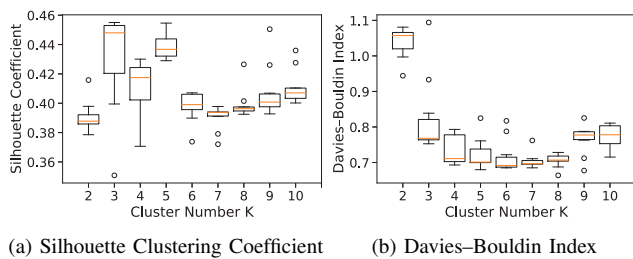 0.46
0.44
0.42
0.40
0.38
0.36
Silhouette Coefficient
2 3 4 5 6 7 8 9 10
Cluster Number K
1.1
1.0
0.9
0.8
0.7
Davies–Bouldin Index
2 3 4 5 6 7 8 9 10
Cluster Number K
(a) Silhouette Clustering Coefficient
(b) Davies–Bouldin Index